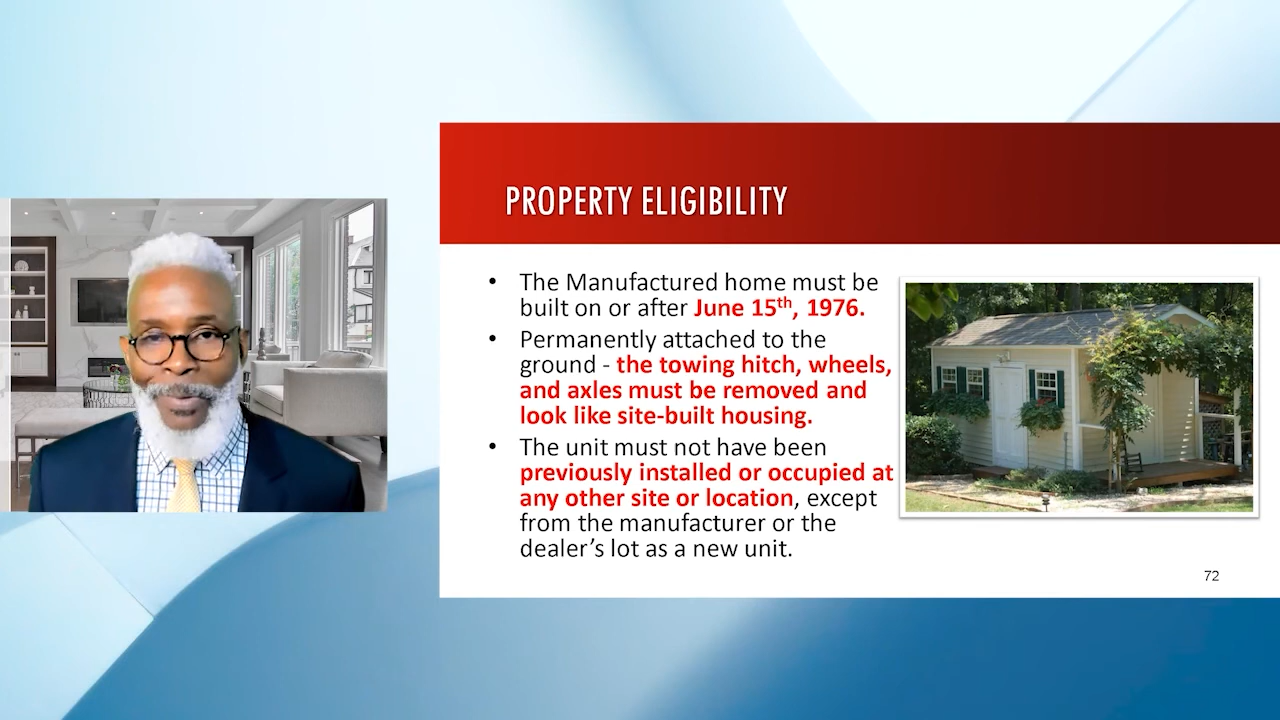 PROPERTY ELIGIBILITY
• The Manufactured home must be
built on or after June 15th, 1976.
• Permanently attached to the
ground - the towing hitch, wheels,
and axles must be removed and
look like site-built housing.
• The unit must not have been
previously installed or occupied at
any other site or location, except
from the manufacturer or the
dealer’s lot as a new unit.
72